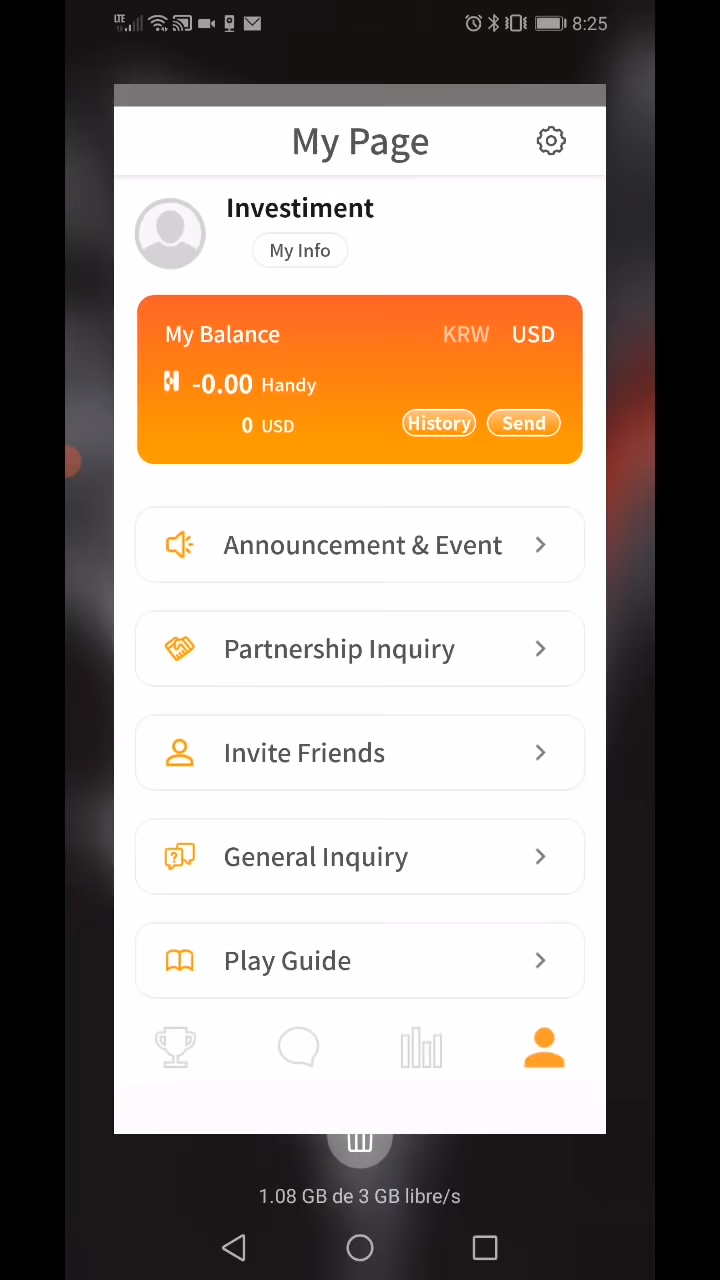 LTE 8:25
My Page
Investiment
My Info
My Balance KRW USD
-0.00 Handy
0 USD History Send
Announcement & Event
Partnership Inquiry
Invite Friends
General Inquiry
Play Guide
1.08 GB de 3 GB libre/s